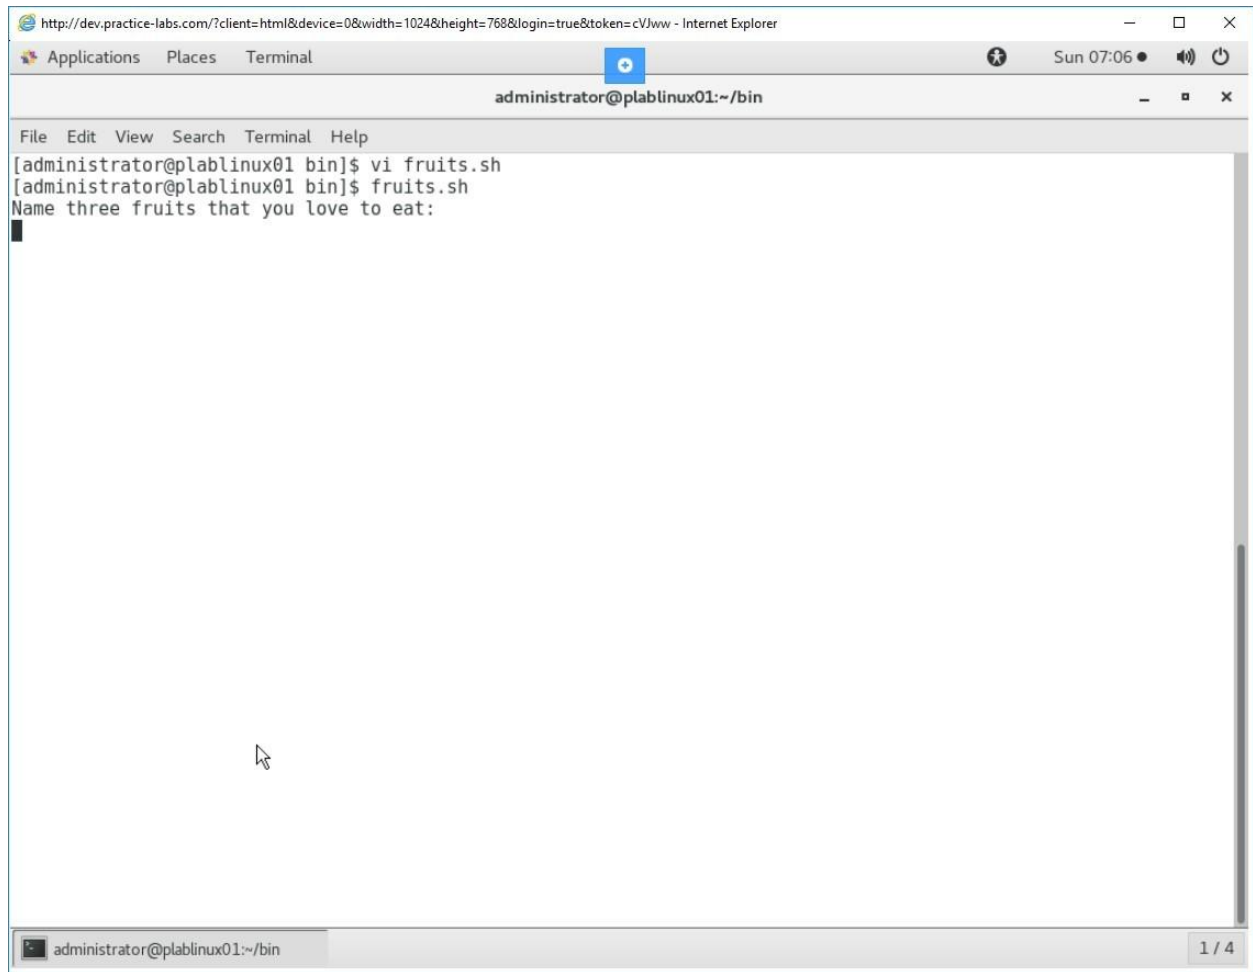 http://dev.practice-labs.com/?client=html&device=0&width=1024&height=768&login=true&token=cVJww - Internet Explorer
Applications Places Terminal Sun 07:06
administrator@plablinux01:~/bin
File Edit View Search Terminal Help
[administrator@plablinux01 bin]$ vi fruits.sh
[administrator@plablinux01 bin]$ fruits.sh
Name three fruits that you love to eat:
administrator@plablinux01:~/bin 1 / 4